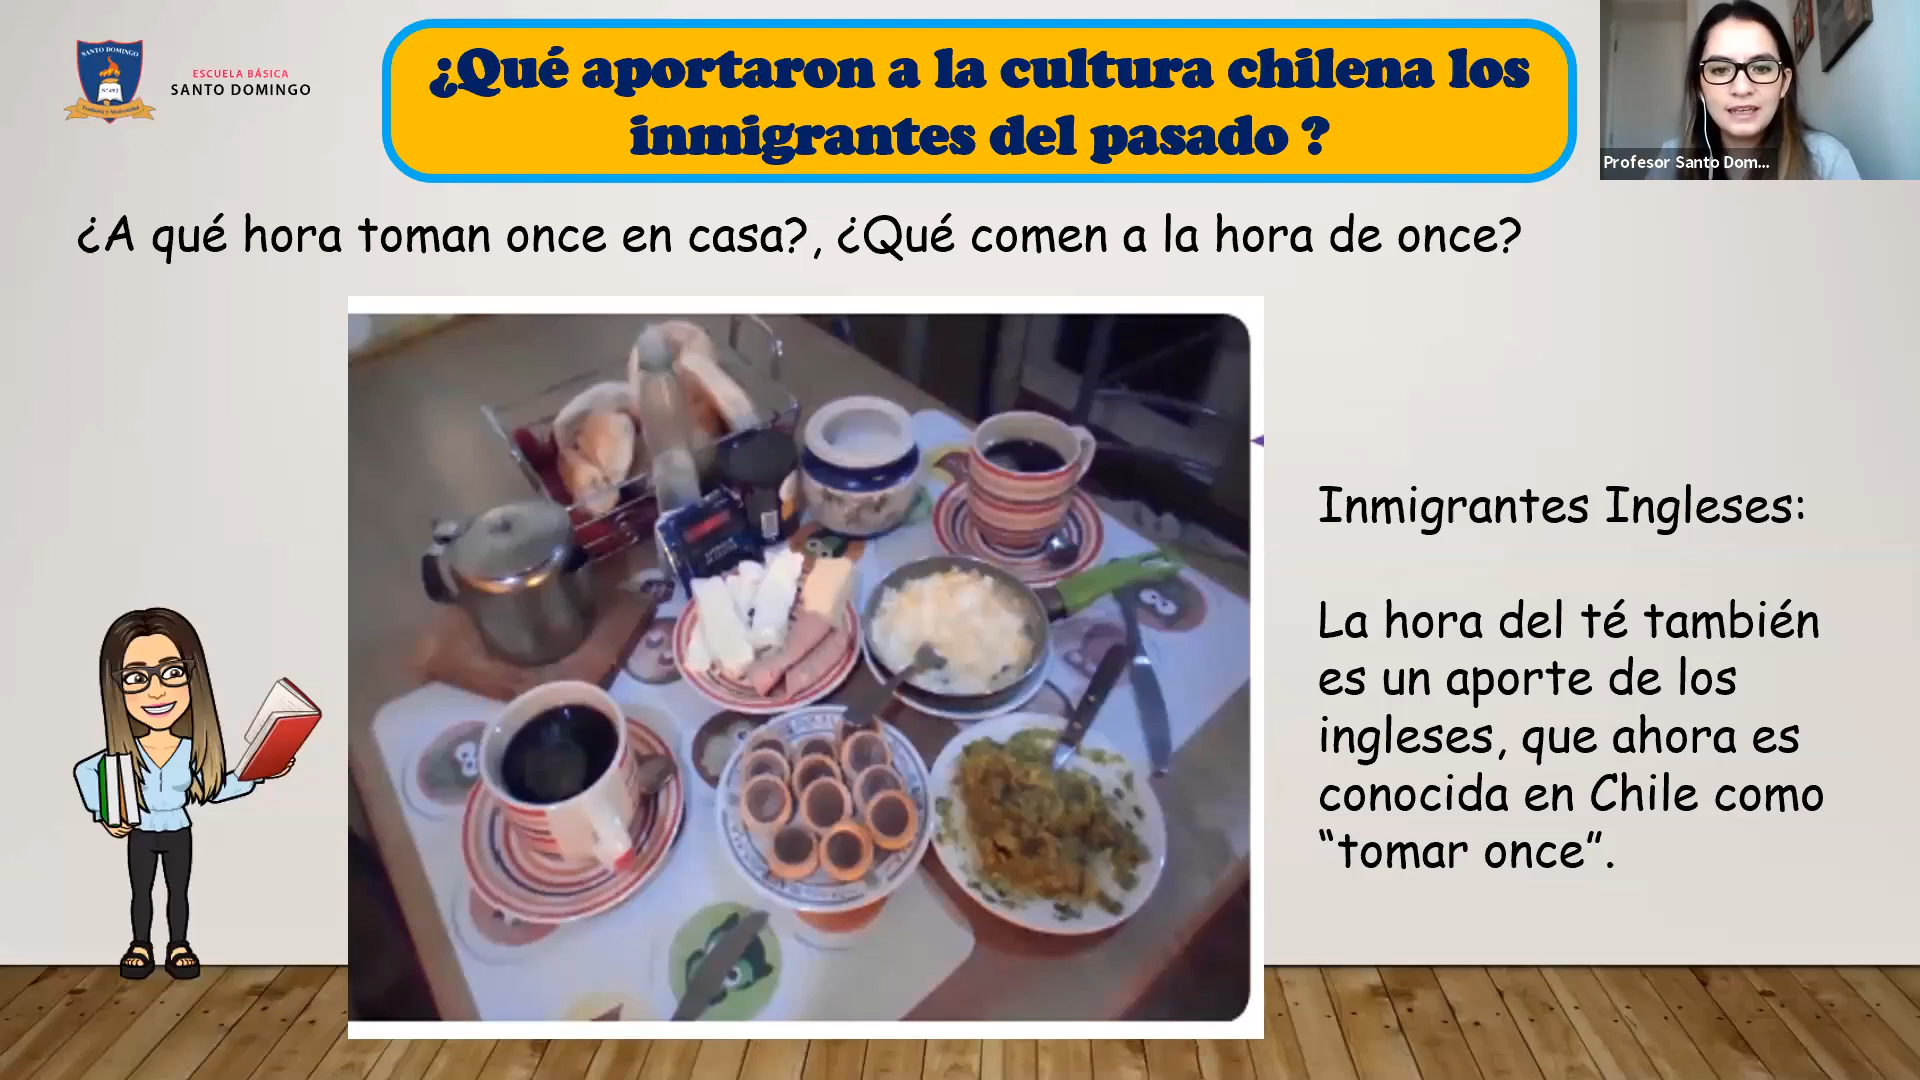 SANTO DOMINGO
ESCUELA BÁSICA
SANTO DOMINGO
¿Qué aportaron a la cultura chilena los
inmigrantes del pasado ?
Profesor Santo Dom...
¿A qué hora toman once en casa?, ¿Qué comen a la hora de once?
Inmigrantes Ingleses:
La hora del té también
es un aporte de los
ingleses, que ahora es
conocida en Chile como
“tomar once”.